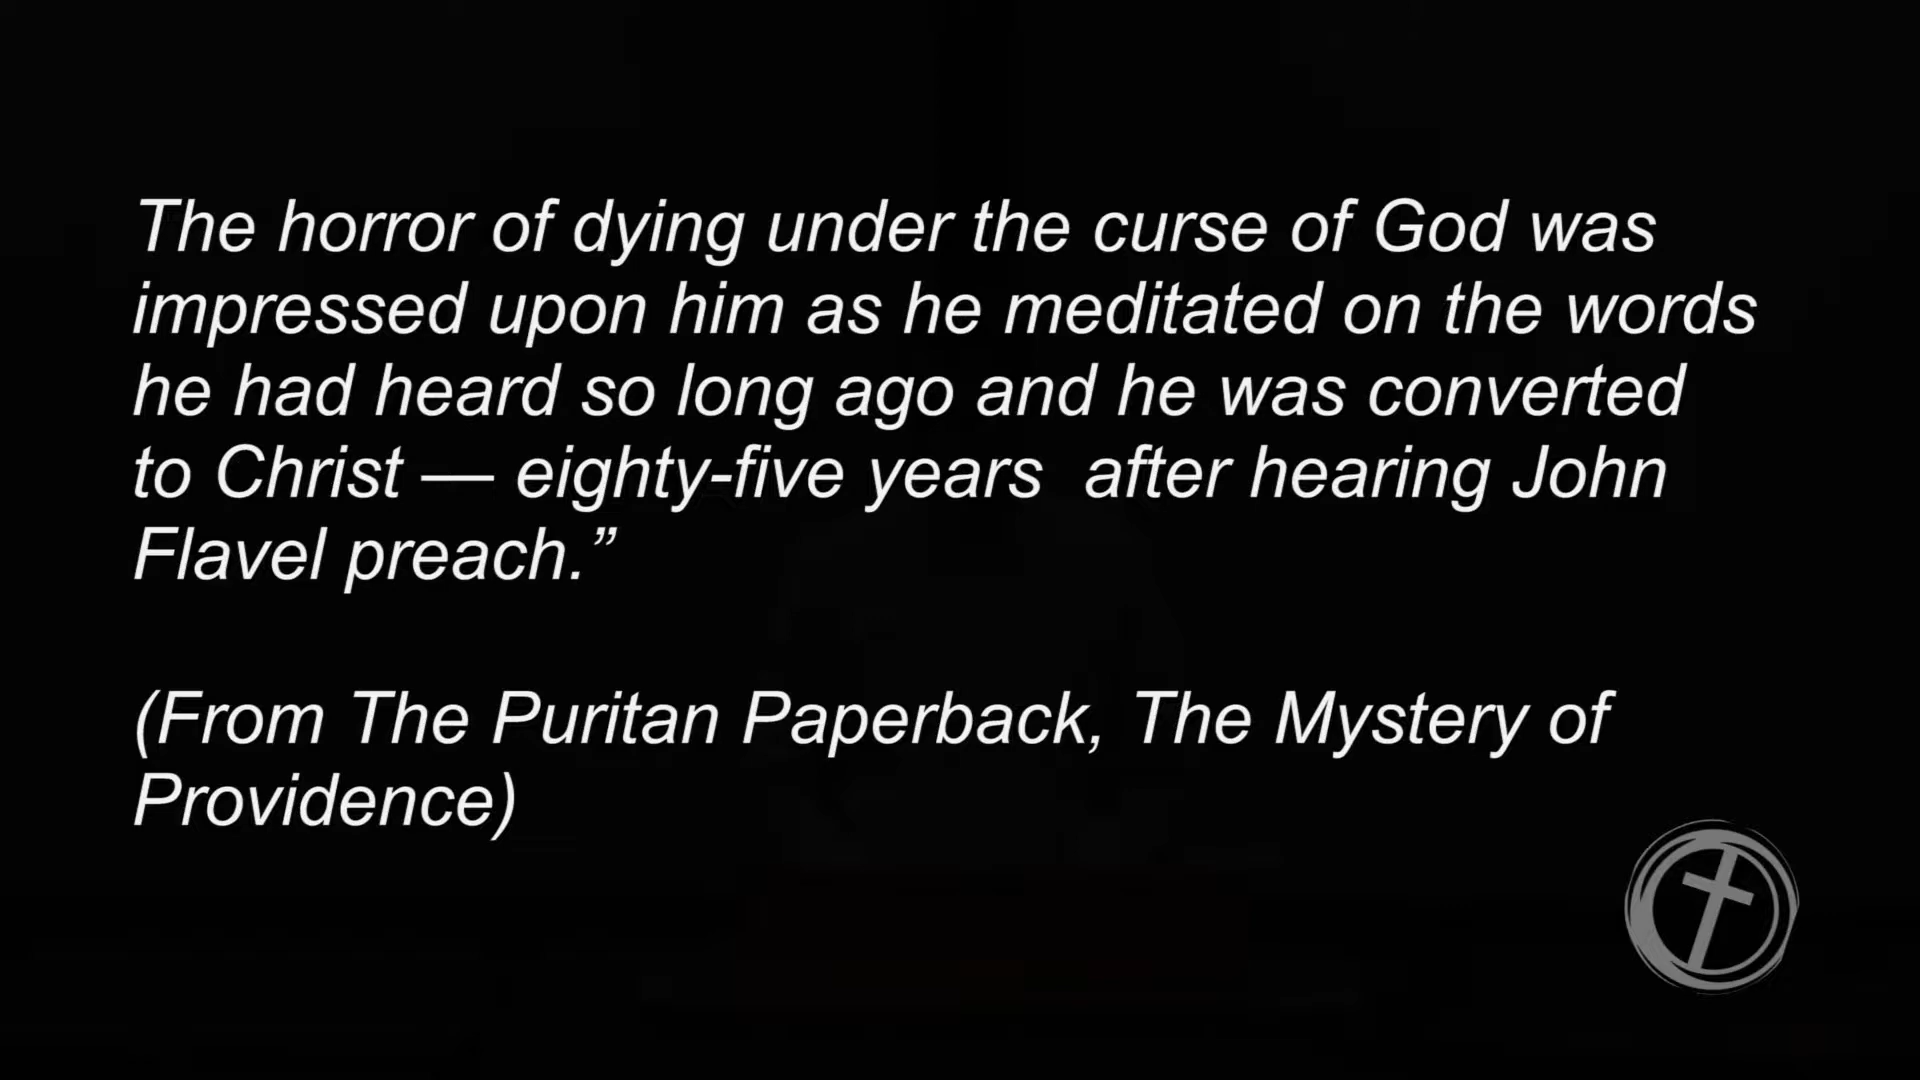 The horror of dying under the curse of God was
impressed upon him as he meditated on the words
he had heard so long ago and he was converted
to Christ — eighty-five years  after hearing John
Flavel preach.”
(From The Puritan Paperback, The Mystery of
Providence)